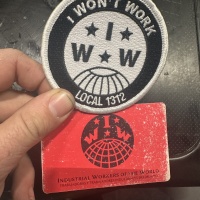 I WON'T WORK
I
W W
LOCAL 1312
I
W W
INDUSTRIAL WORKERS OF THE WORLD